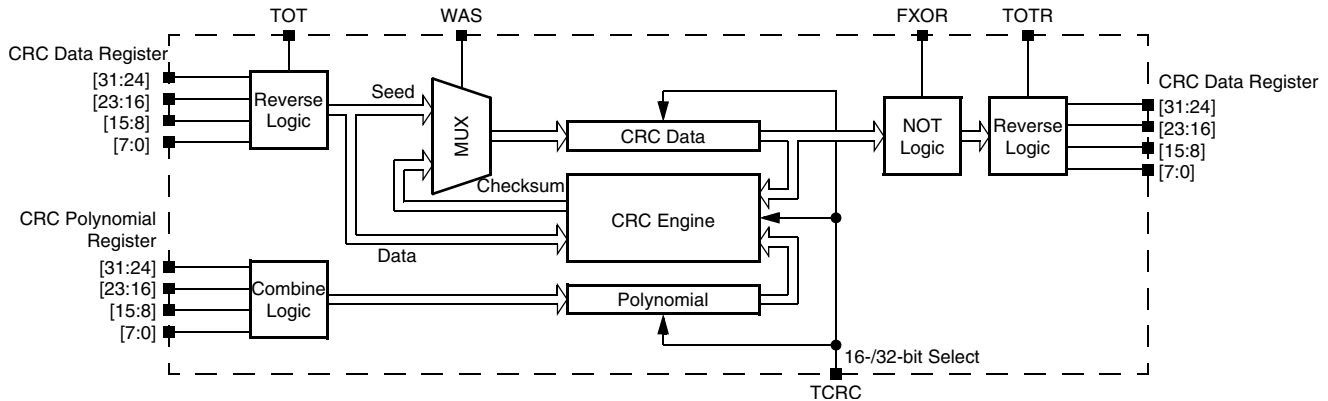 TOT
WAS
FXOR
TOTR
CRC Data Register
[31:24]
[23:16]
[15:8]
[7:0]
Reverse
Logic
Seed
MUX
Checksum
Data
CRC Data
CRC Engine
NOT
Logic
Reverse
Logic
CRC Data Register
[31:24]
[23:16]
[15:8]
[7:0]
CRC Polynomial
Register
[31:24]
[23:16]
[15:8]
[7:0]
Combine
Logic
Polynomial
16-/32-bit Select
TCRC